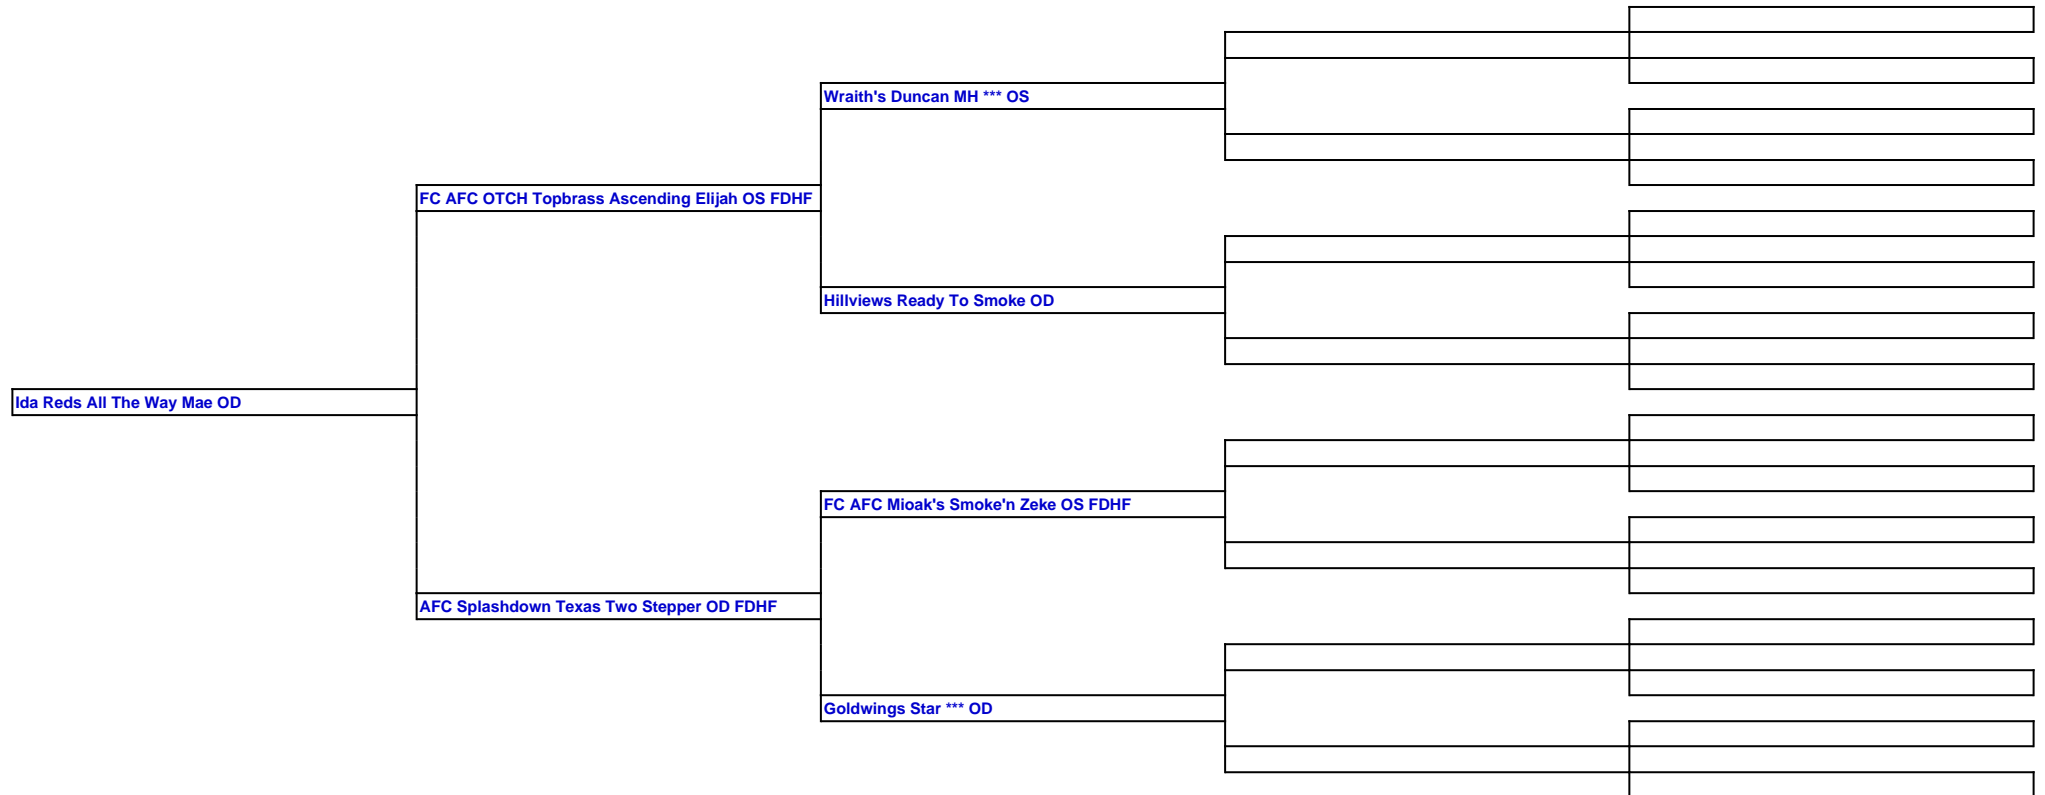 Wraith's Duncan MH *** OS
FC AFC OTCH Topbrass Ascending Elijah OS FDHF
Hillviews Ready To Smoke OD
Ida Reds All The Way Mae OD
FC AFC Mioak's Smoke'n Zeke OS FDHF
AFC Splashdown Texas Two Stepper OD FDHF
Goldwings Star *** OD